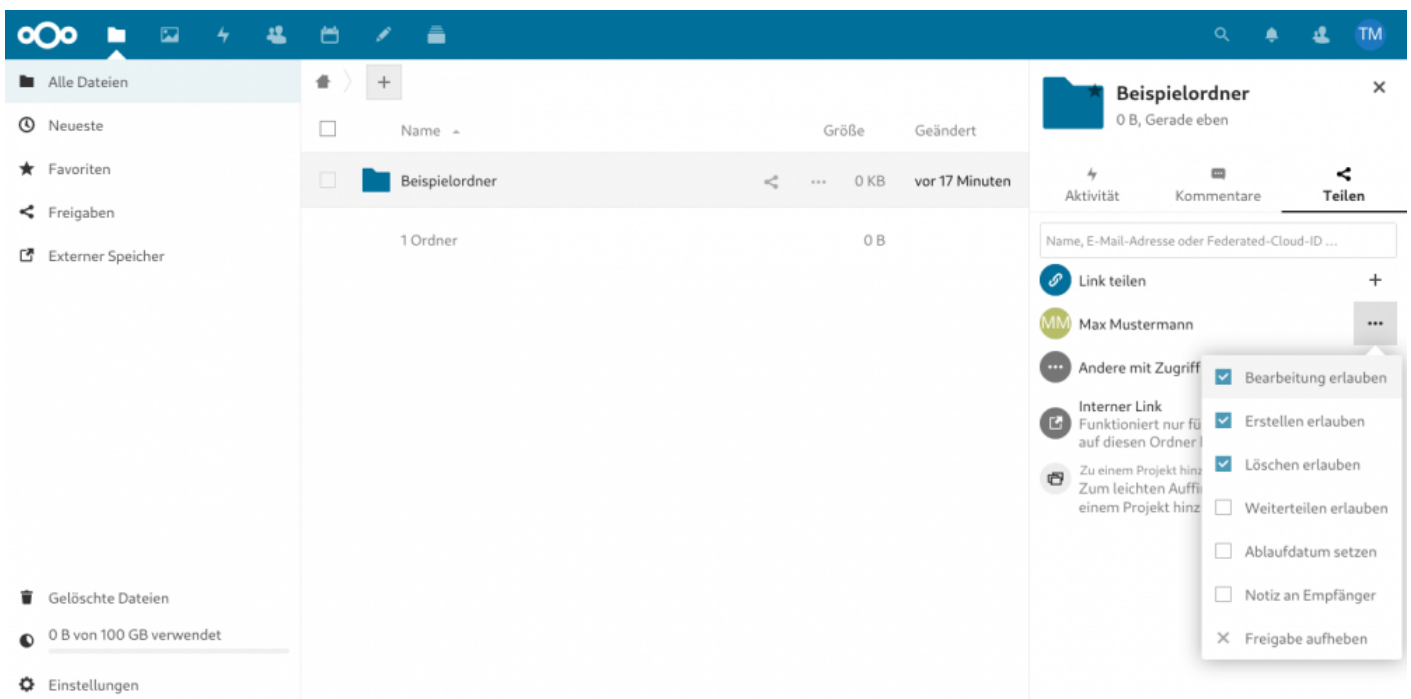 TM
Alle Dateien
Neueste
Favoriten
Freigaben
Externer Speicher
Gelöschte Dateien
0 B von 100 GB verwendet
Einstellungen
+
Name
Größe
Geändert
Beispielordner
0 KB
vor 17 Minuten
1 Ordner
0 B
Beispielordner
0 B, Gerade eben
Aktivität
Kommentare
Teilen
Name, E-Mail-Adresse oder Federated-Cloud-ID ...
Link teilen
MM Max Mustermann
Andere mit Zugriff
Interner Link
Funktioniert nur
auf diesen Ordner
Zu einem Projekt
Zum leichten
einem Projekt
Bearbeitung erlauben
Erstellen erlauben
Löschen erlauben
Weiterteilen erlauben
Ablaufdatum setzen
Notiz an Empfänger
Freigabe aufheben